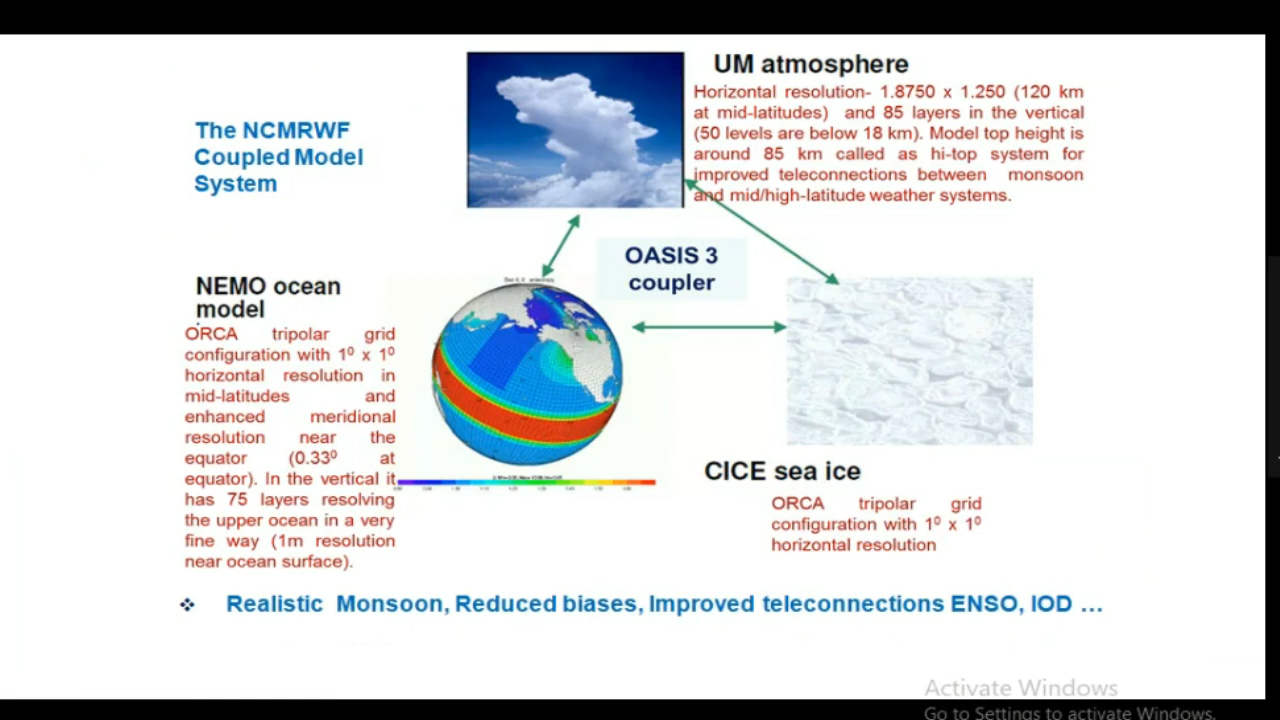 The NCMRWF
Coupled Model
System
UM atmosphere
Horizontal resolution- 1.8750 x 1.250 (120 km
at mid-latitudes) and 85 layers in the vertical
(50 levels are below 18 km). Model top height is
around 85 km called as hi-top system for
improved teleconnections between monsoon
and mid/high-latitude weather systems.
OASIS 3
coupler
NEMO ocean
model
ORCA tripolar grid
configuration with 1⁰ x 1⁰
horizontal resolution in
mid-latitudes and
enhanced meridional
resolution near the
equator (0.33⁰ at
equator). In the vertical it
has 75 layers resolving
the upper ocean in a very
fine way (1m resolution
near ocean surface).
CICE sea ice
ORCA tripolar grid
configuration with 1⁰ x 1⁰
horizontal resolution
❖ Realistic Monsoon, Reduced biases, Improved teleconnections ENSO, IOD ...
Activate Windows
Go to Settings to activate Windows.